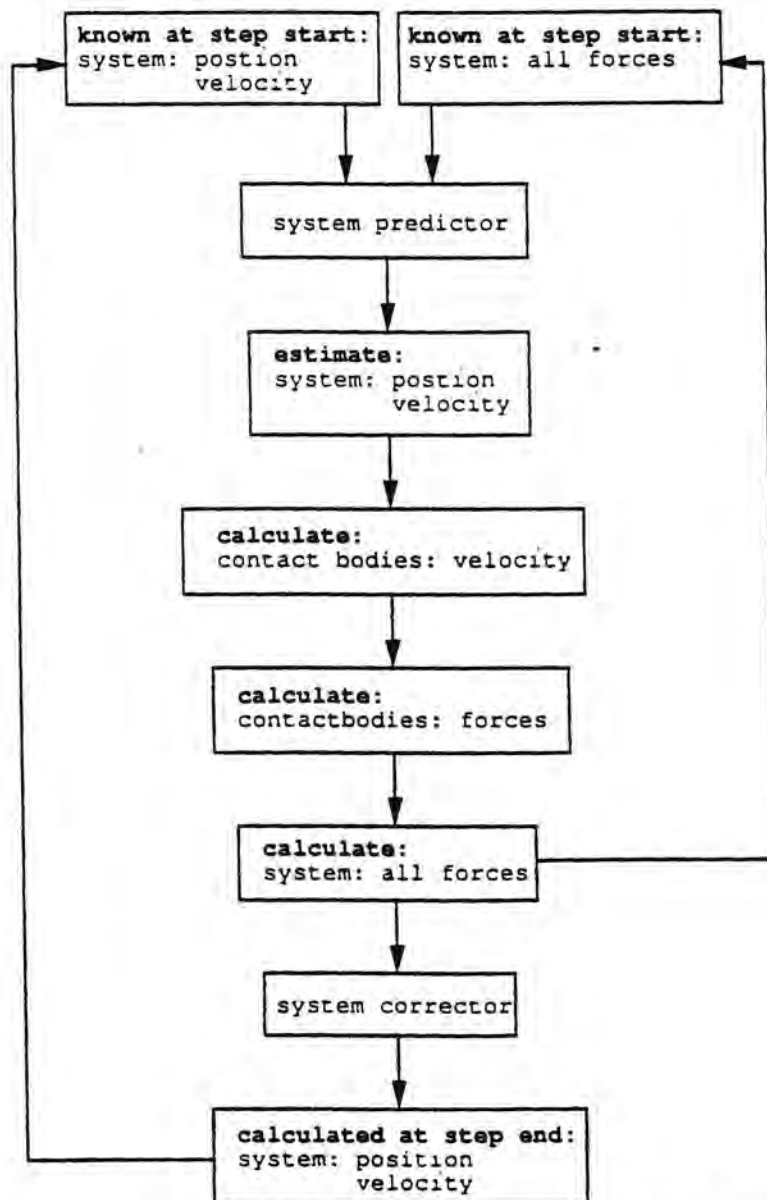 known at step start:
system: postion
velocity
known at step start:
system: all forces
system predictor
estimate:
system: postion
velocity
calculate:
contact bodies: velocity
calculate:
contactbodies: forces
calculate:
system: all forces
system corrector
calculated at step end:
system: position
velocity